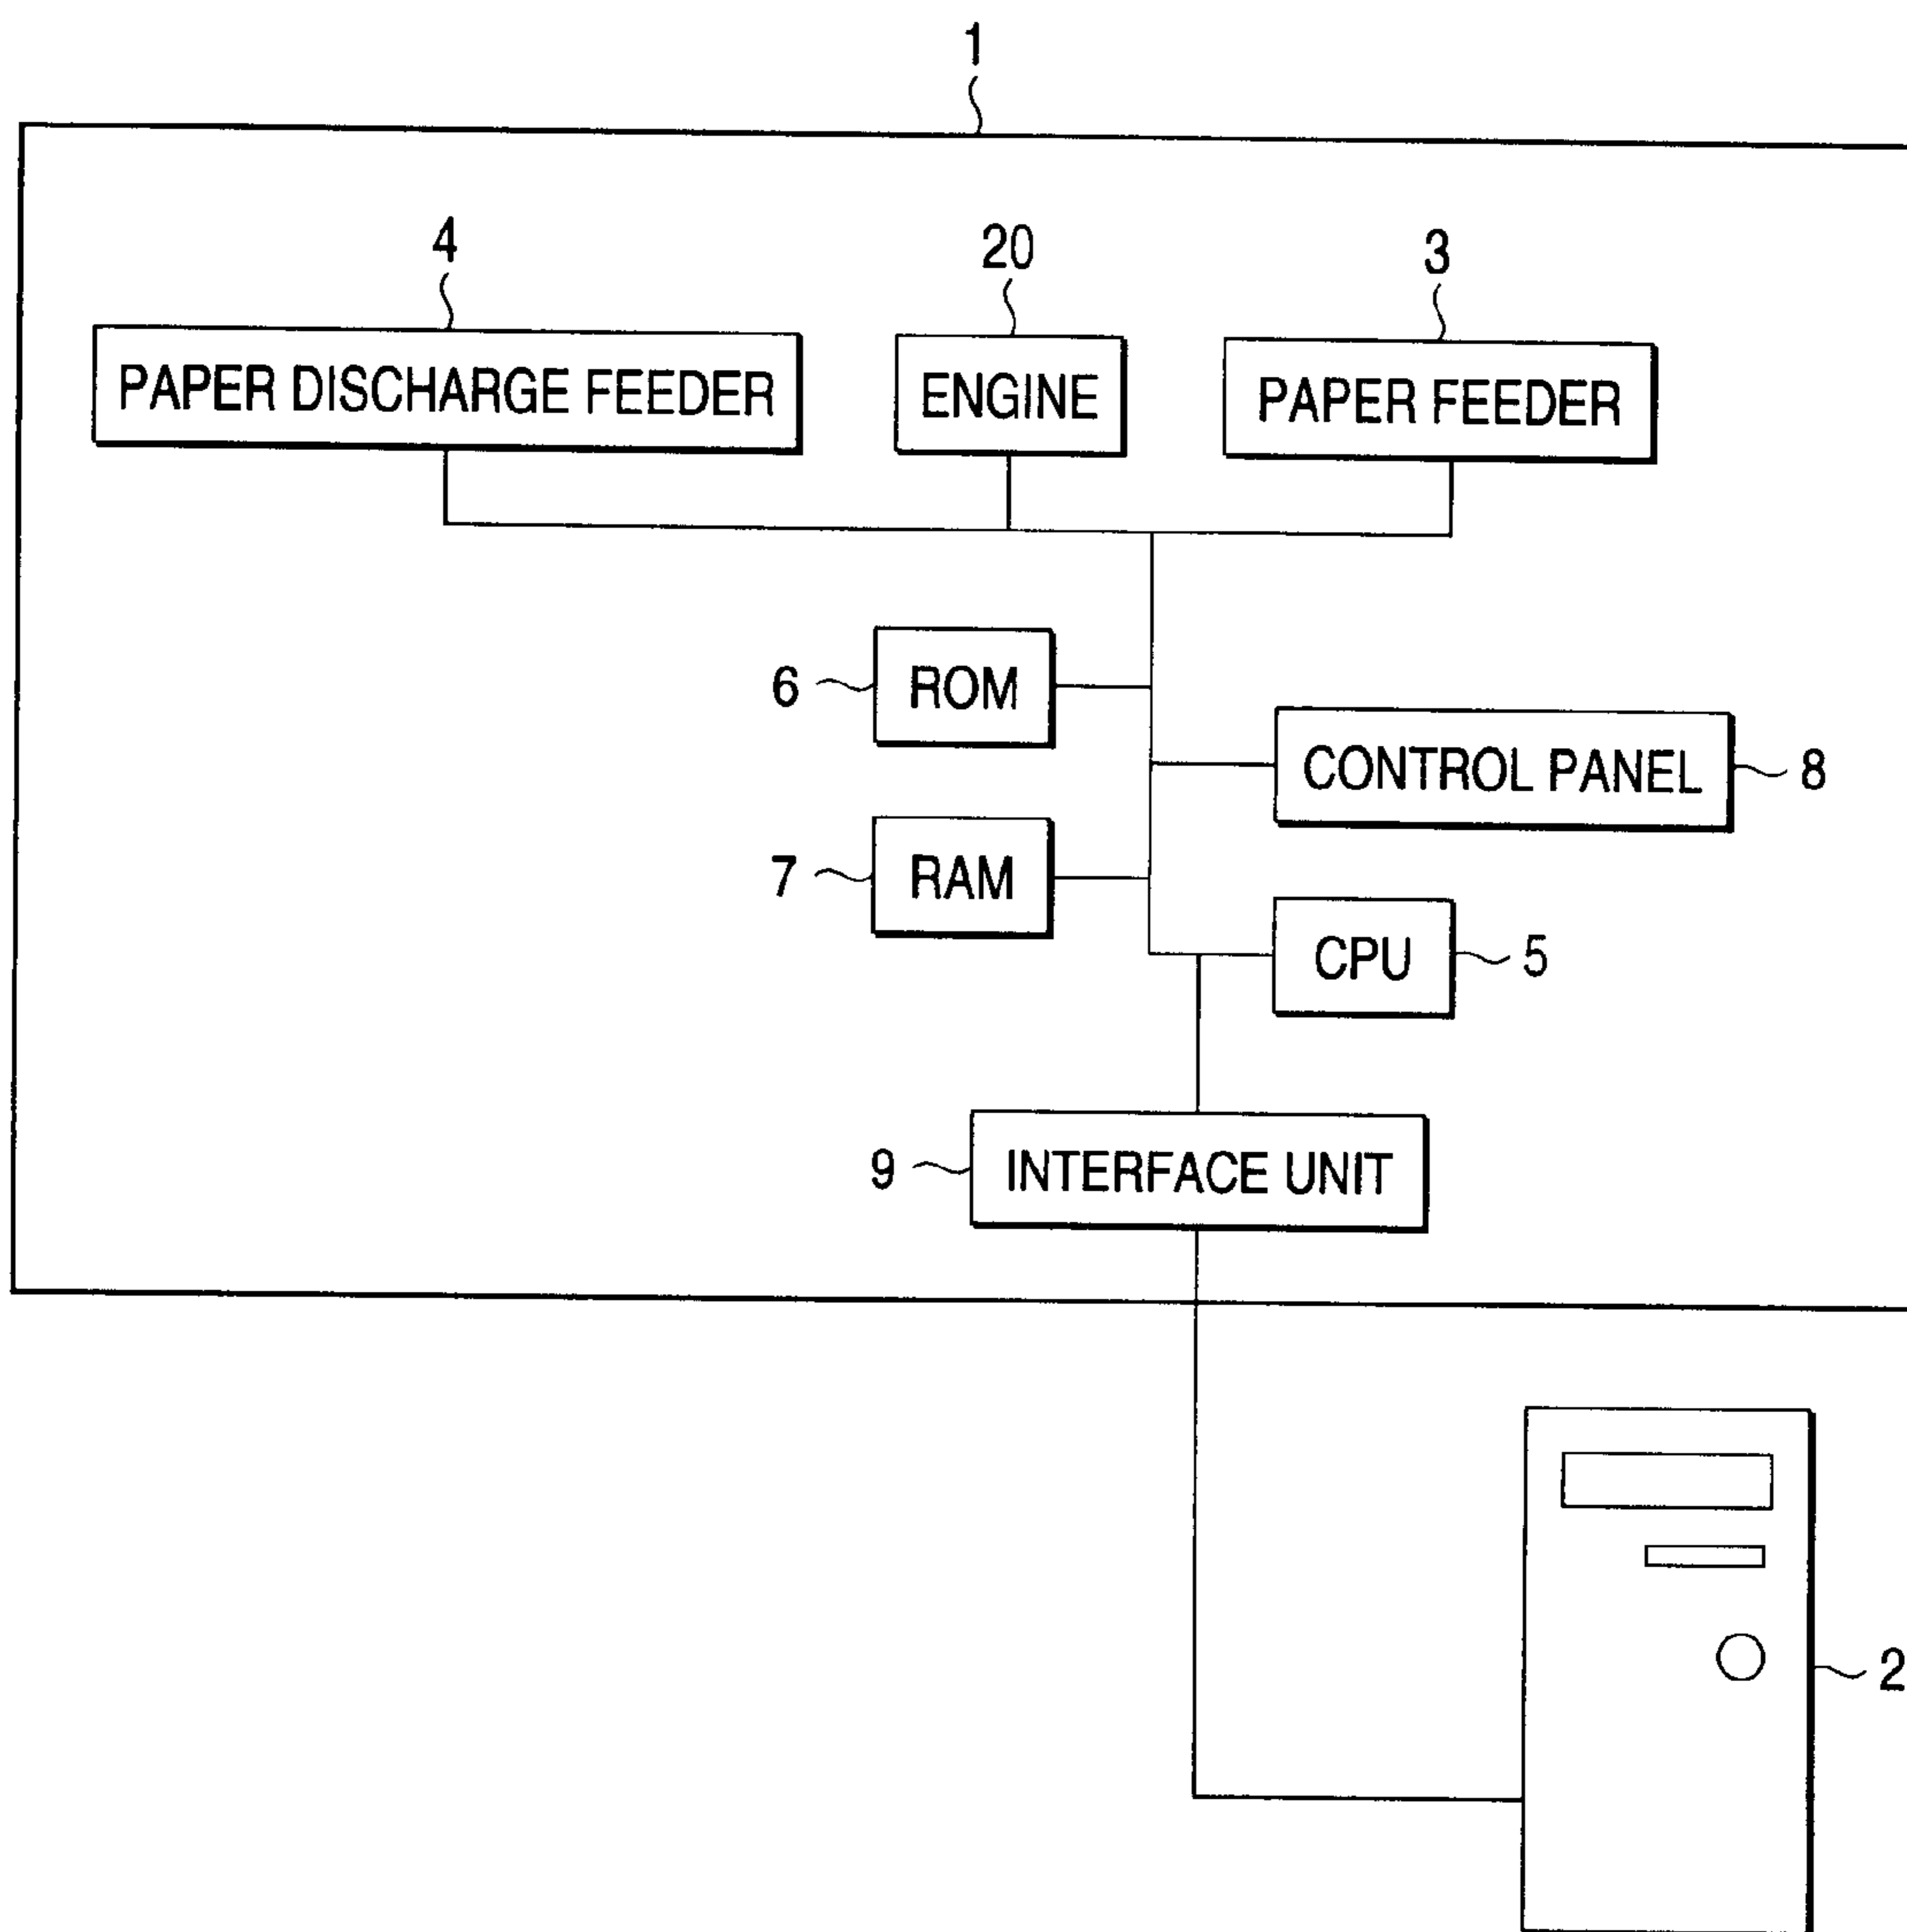 1
4
20
3
PAPER DISCHARGE FEEDER
ENGINE
PAPER FEEDER
6
ROM
CONTROL PANEL
8
7
RAM
CPU
5
9
INTERFACE UNIT
2